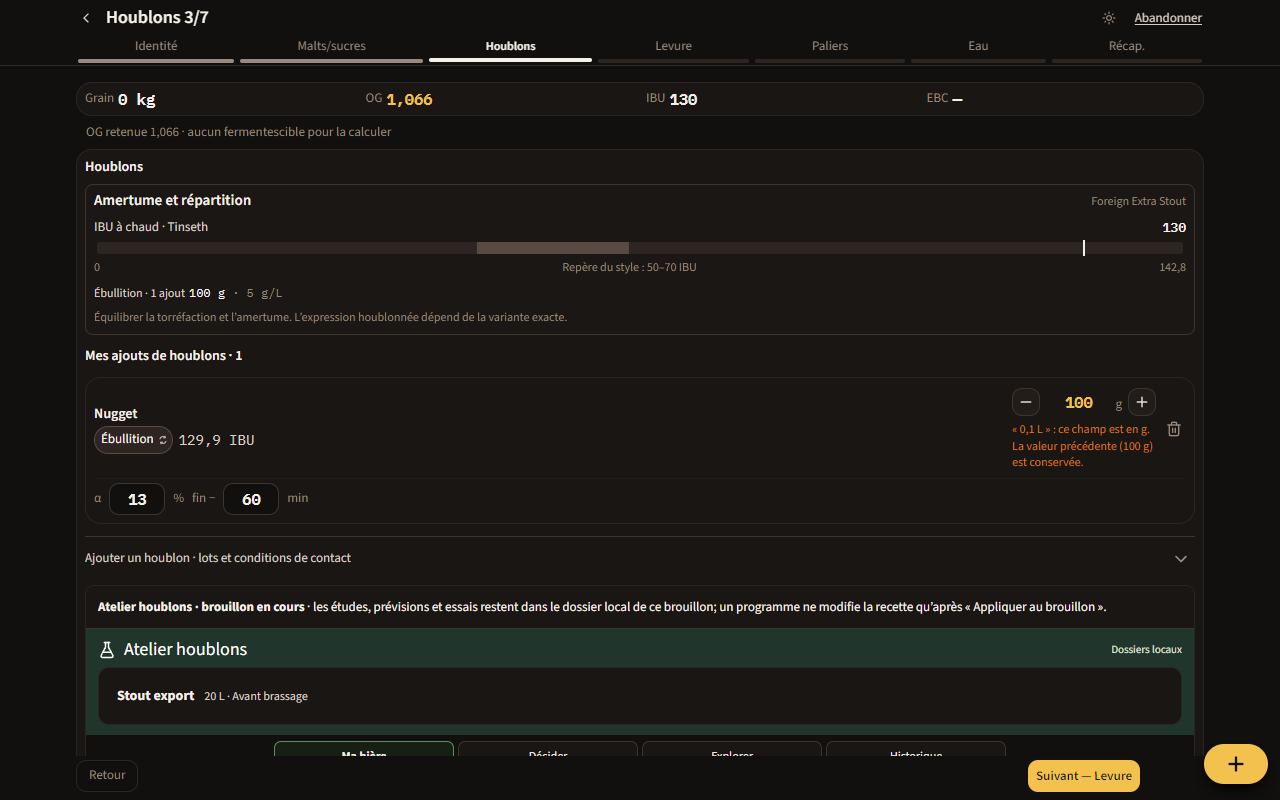 Houblons 3/7
Abandonner
Identité
Malts/sucres
Houblons
Levure
Paliers
Eau
Récap.
Grain 0 kg
OG 1,066
IBU 130
EBC —
OG retenue 1,066 · aucun fermentescible pour la calculer
Houblons
Amertume et répartition
Foreign Extra Stout
IBU à chaud · Tinseth
130
0
Repère du style : 50–70 IBU
142,8
Ébullition · 1 ajout 100 g · 5 g/L
Équilibrer la torréfaction et l’amertume. L’expression houblonnée dépend de la variante exacte.
Mes ajouts de houblons · 1
Nugget
Ébullition
129,9 IBU
100 g
« 0,1 L » : ce champ est en g.
La valeur précédente (100 g)
est conservée.
α 13 % fin − 60 min
Ajouter un houblon · lots et conditions de contact
Atelier houblons · brouillon en cours · les études, prévisions et essais restent dans le dossier local de ce brouillon; un programme ne modifie la recette qu’après « Appliquer au brouillon ».
Atelier houblons
Dossiers locaux
Stout export 20 L · Avant brassage
Ma bière
Décider
Explorer
Historique
Retour
Suivant — Levure